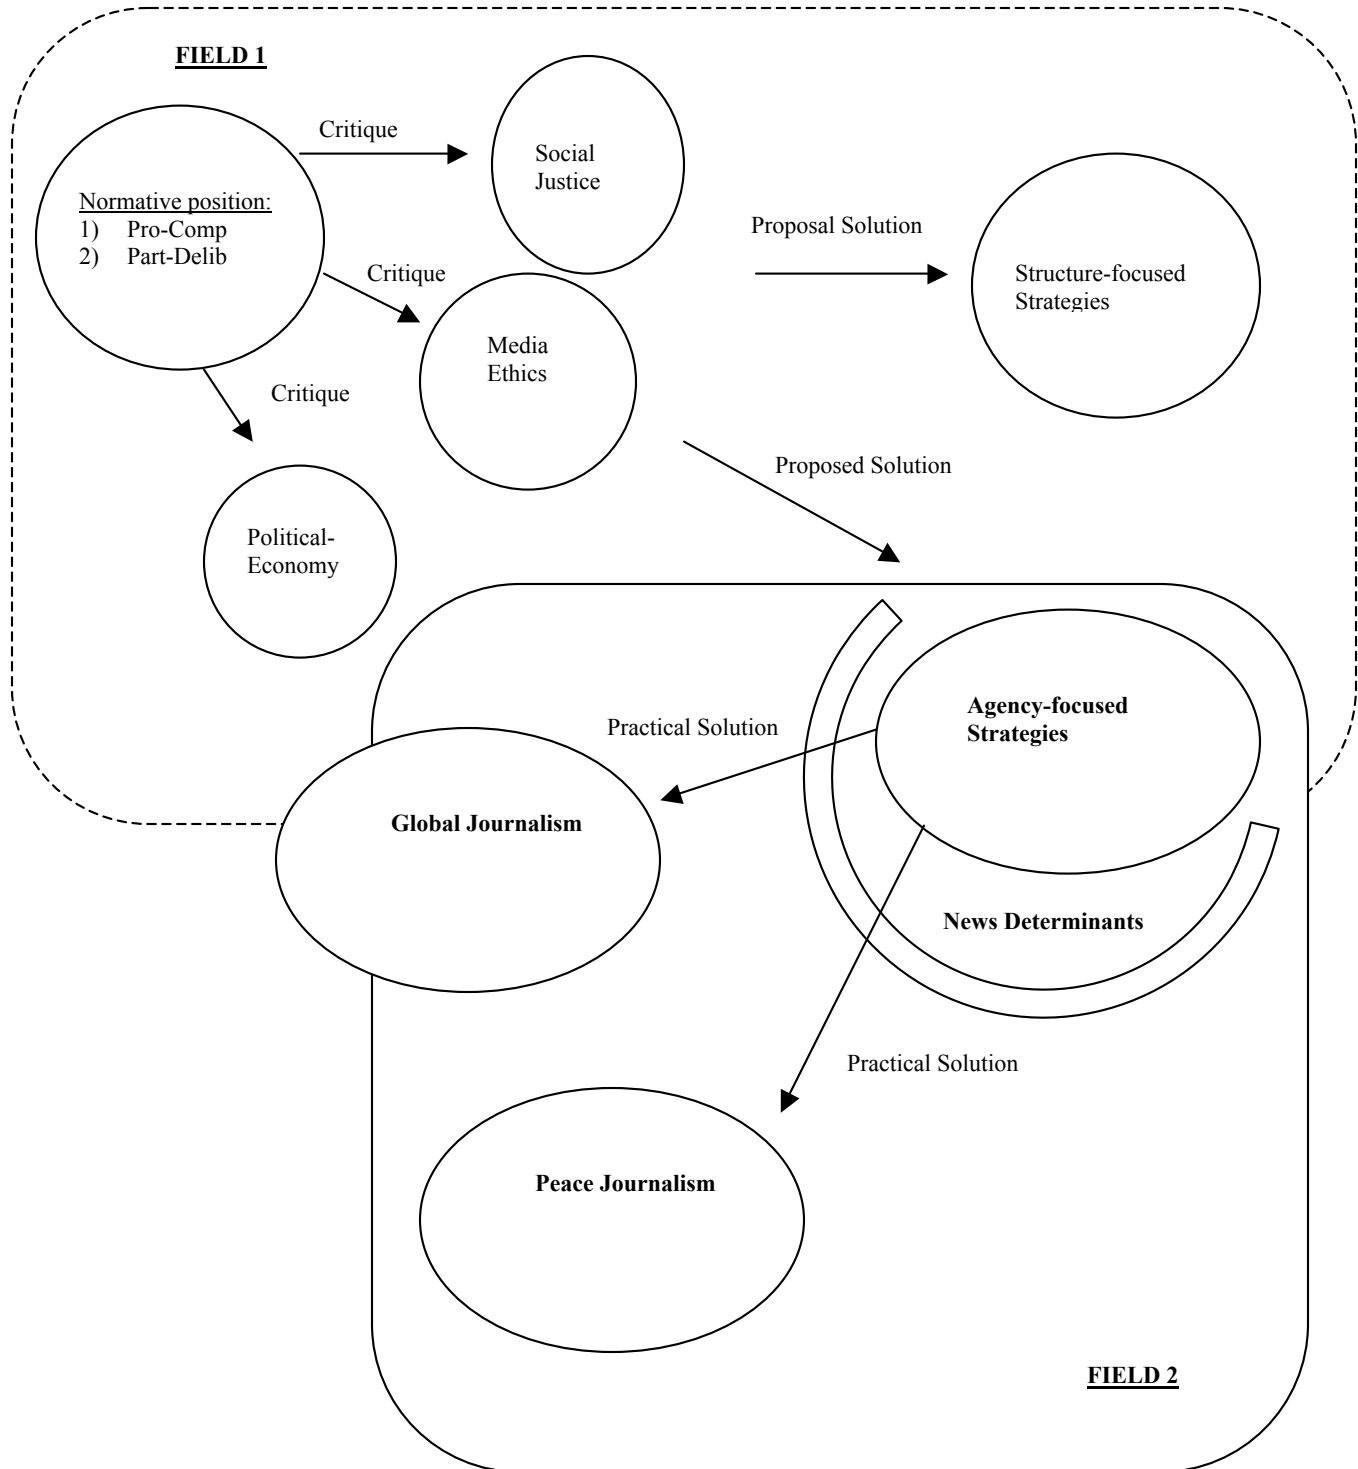 FIELD 1
Critique
Social
Justice
Normative position:
1) Pro-Comp
2) Part-Delib
Proposal Solution
Critique
Structure-focused
Strategies
Media
Ethics
Critique
Proposed Solution
Political-
Economy
Agency-focused
Strategies
Practical Solution
Global Journalism
News Determinants
Practical Solution
Peace Journalism
FIELD 2